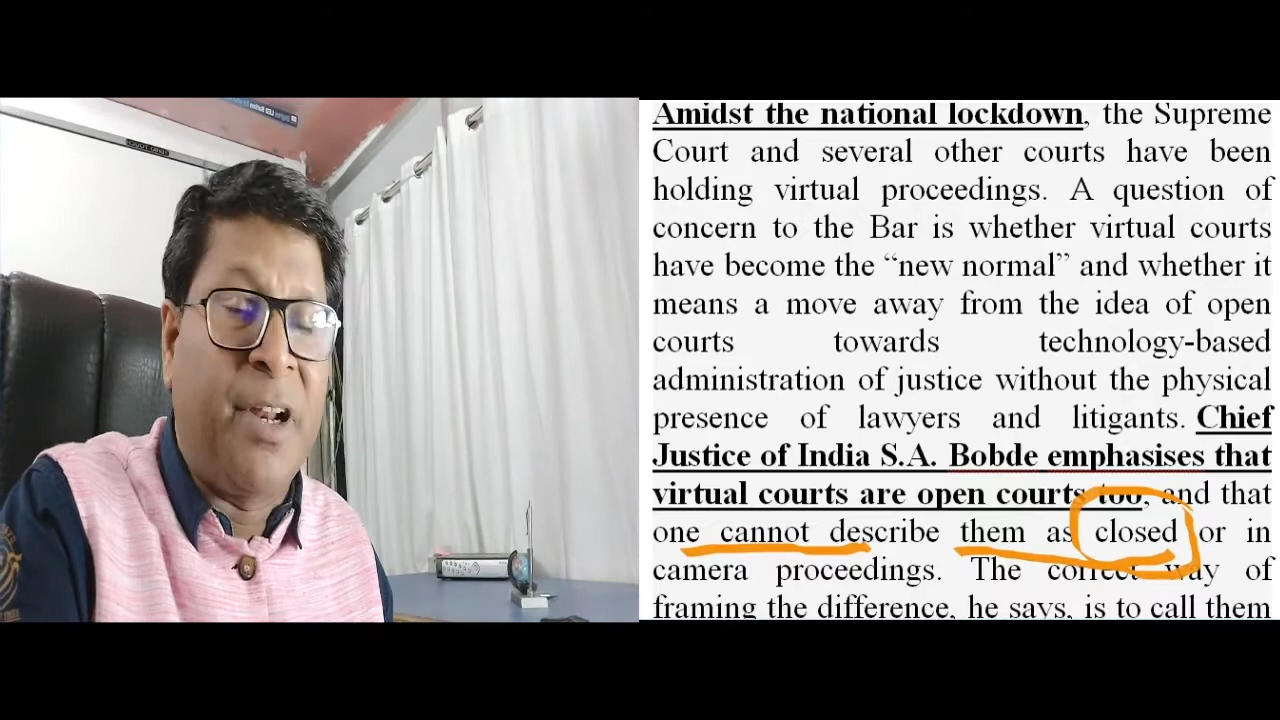 Amidst the national lockdown, the Supreme
Court and several other courts have been
holding virtual proceedings. A question of
concern to the Bar is whether virtual courts
have become the “new normal” and whether it
means a move away from the idea of open
courts towards technology-based
administration of justice without the physical
presence of lawyers and litigants. Chief
Justice of India S.A. Bobde emphasises that
virtual courts are open courts too, and that
one cannot describe them as closed or in
camera proceedings. The correct way of
framing the difference, he says, is to call them